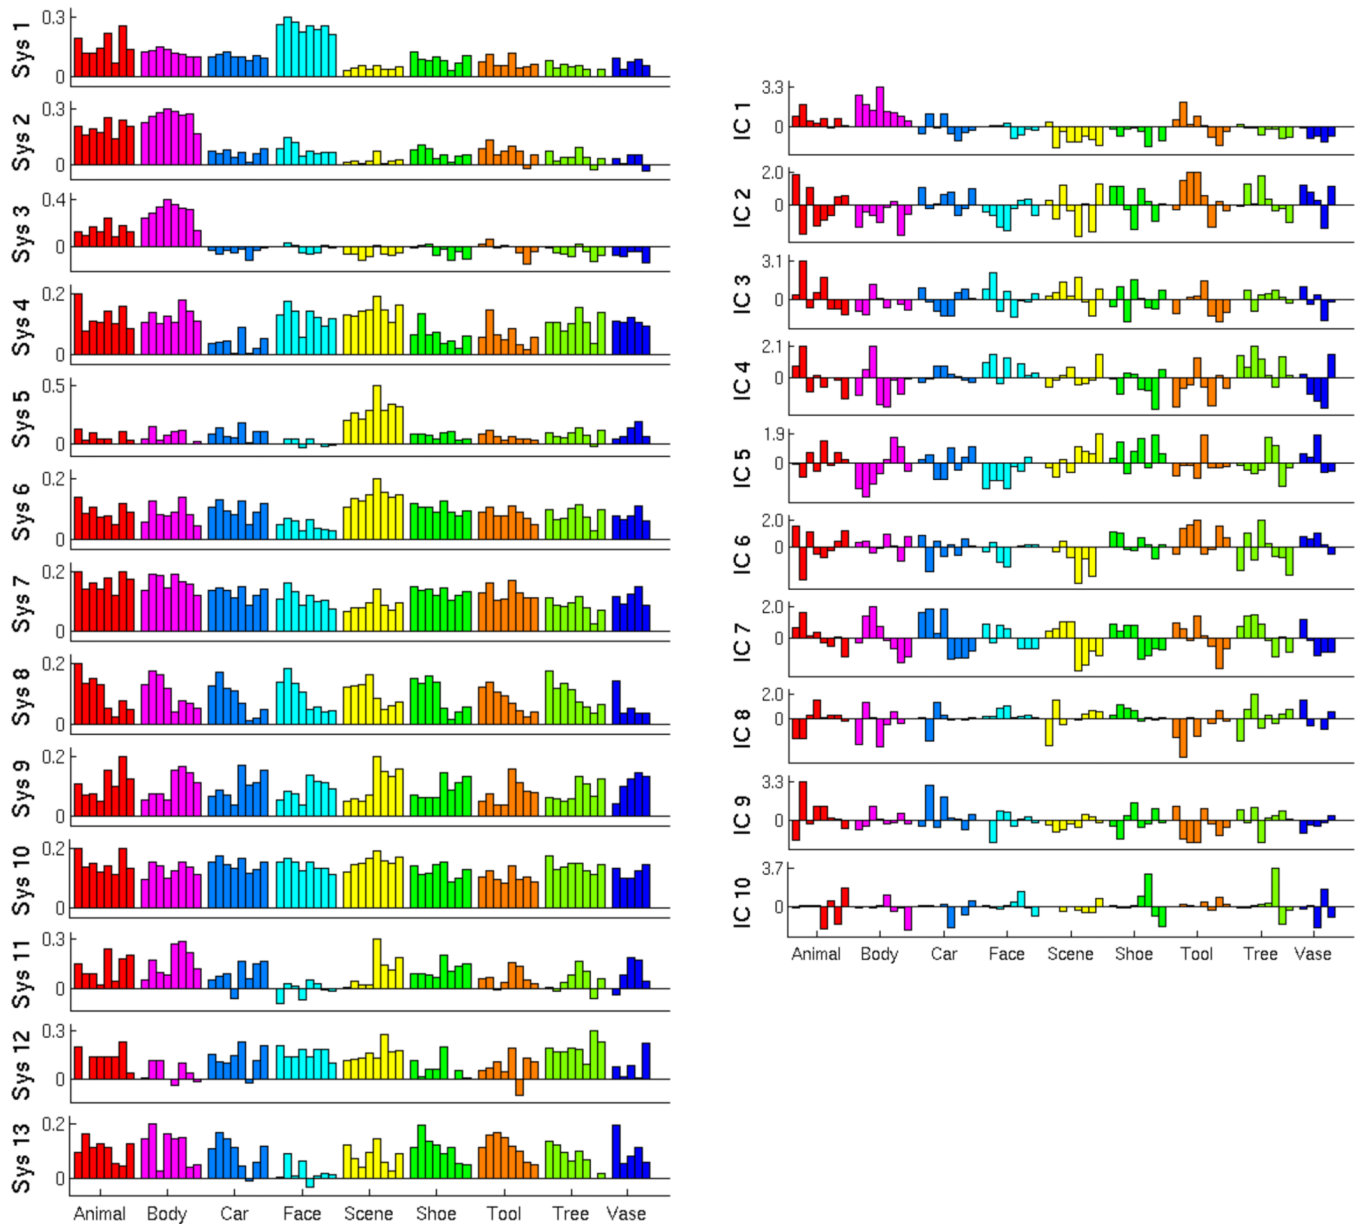 Sys 1
0.3
0
Sys 2
0.3
0
Sys 3
0.4
0
Sys 4
0.2
0
Sys 5
0.5
0
Sys 6
0.2
0
Sys 7
0.2
0
Sys 8
0.2
0
Sys 9
0.2
0
Sys 10
0.2
0
Sys 11
0.3
0
Sys 12
0.3
0
Sys 13
0.2
0
Animal Body Car Face Scene Shoe Tool Tree Vase
IC 1
3.3
0
IC 2
2.0
0
IC 3
3.1
0
IC 4
2.1
0
IC 5
1.9
0
IC 6
2.0
0
IC 7
2.0
0
IC 8
2.0
0
IC 9
3.3
0
IC 10
3.7
0
Animal Body Car Face Scene Shoe Tool Tree Vase